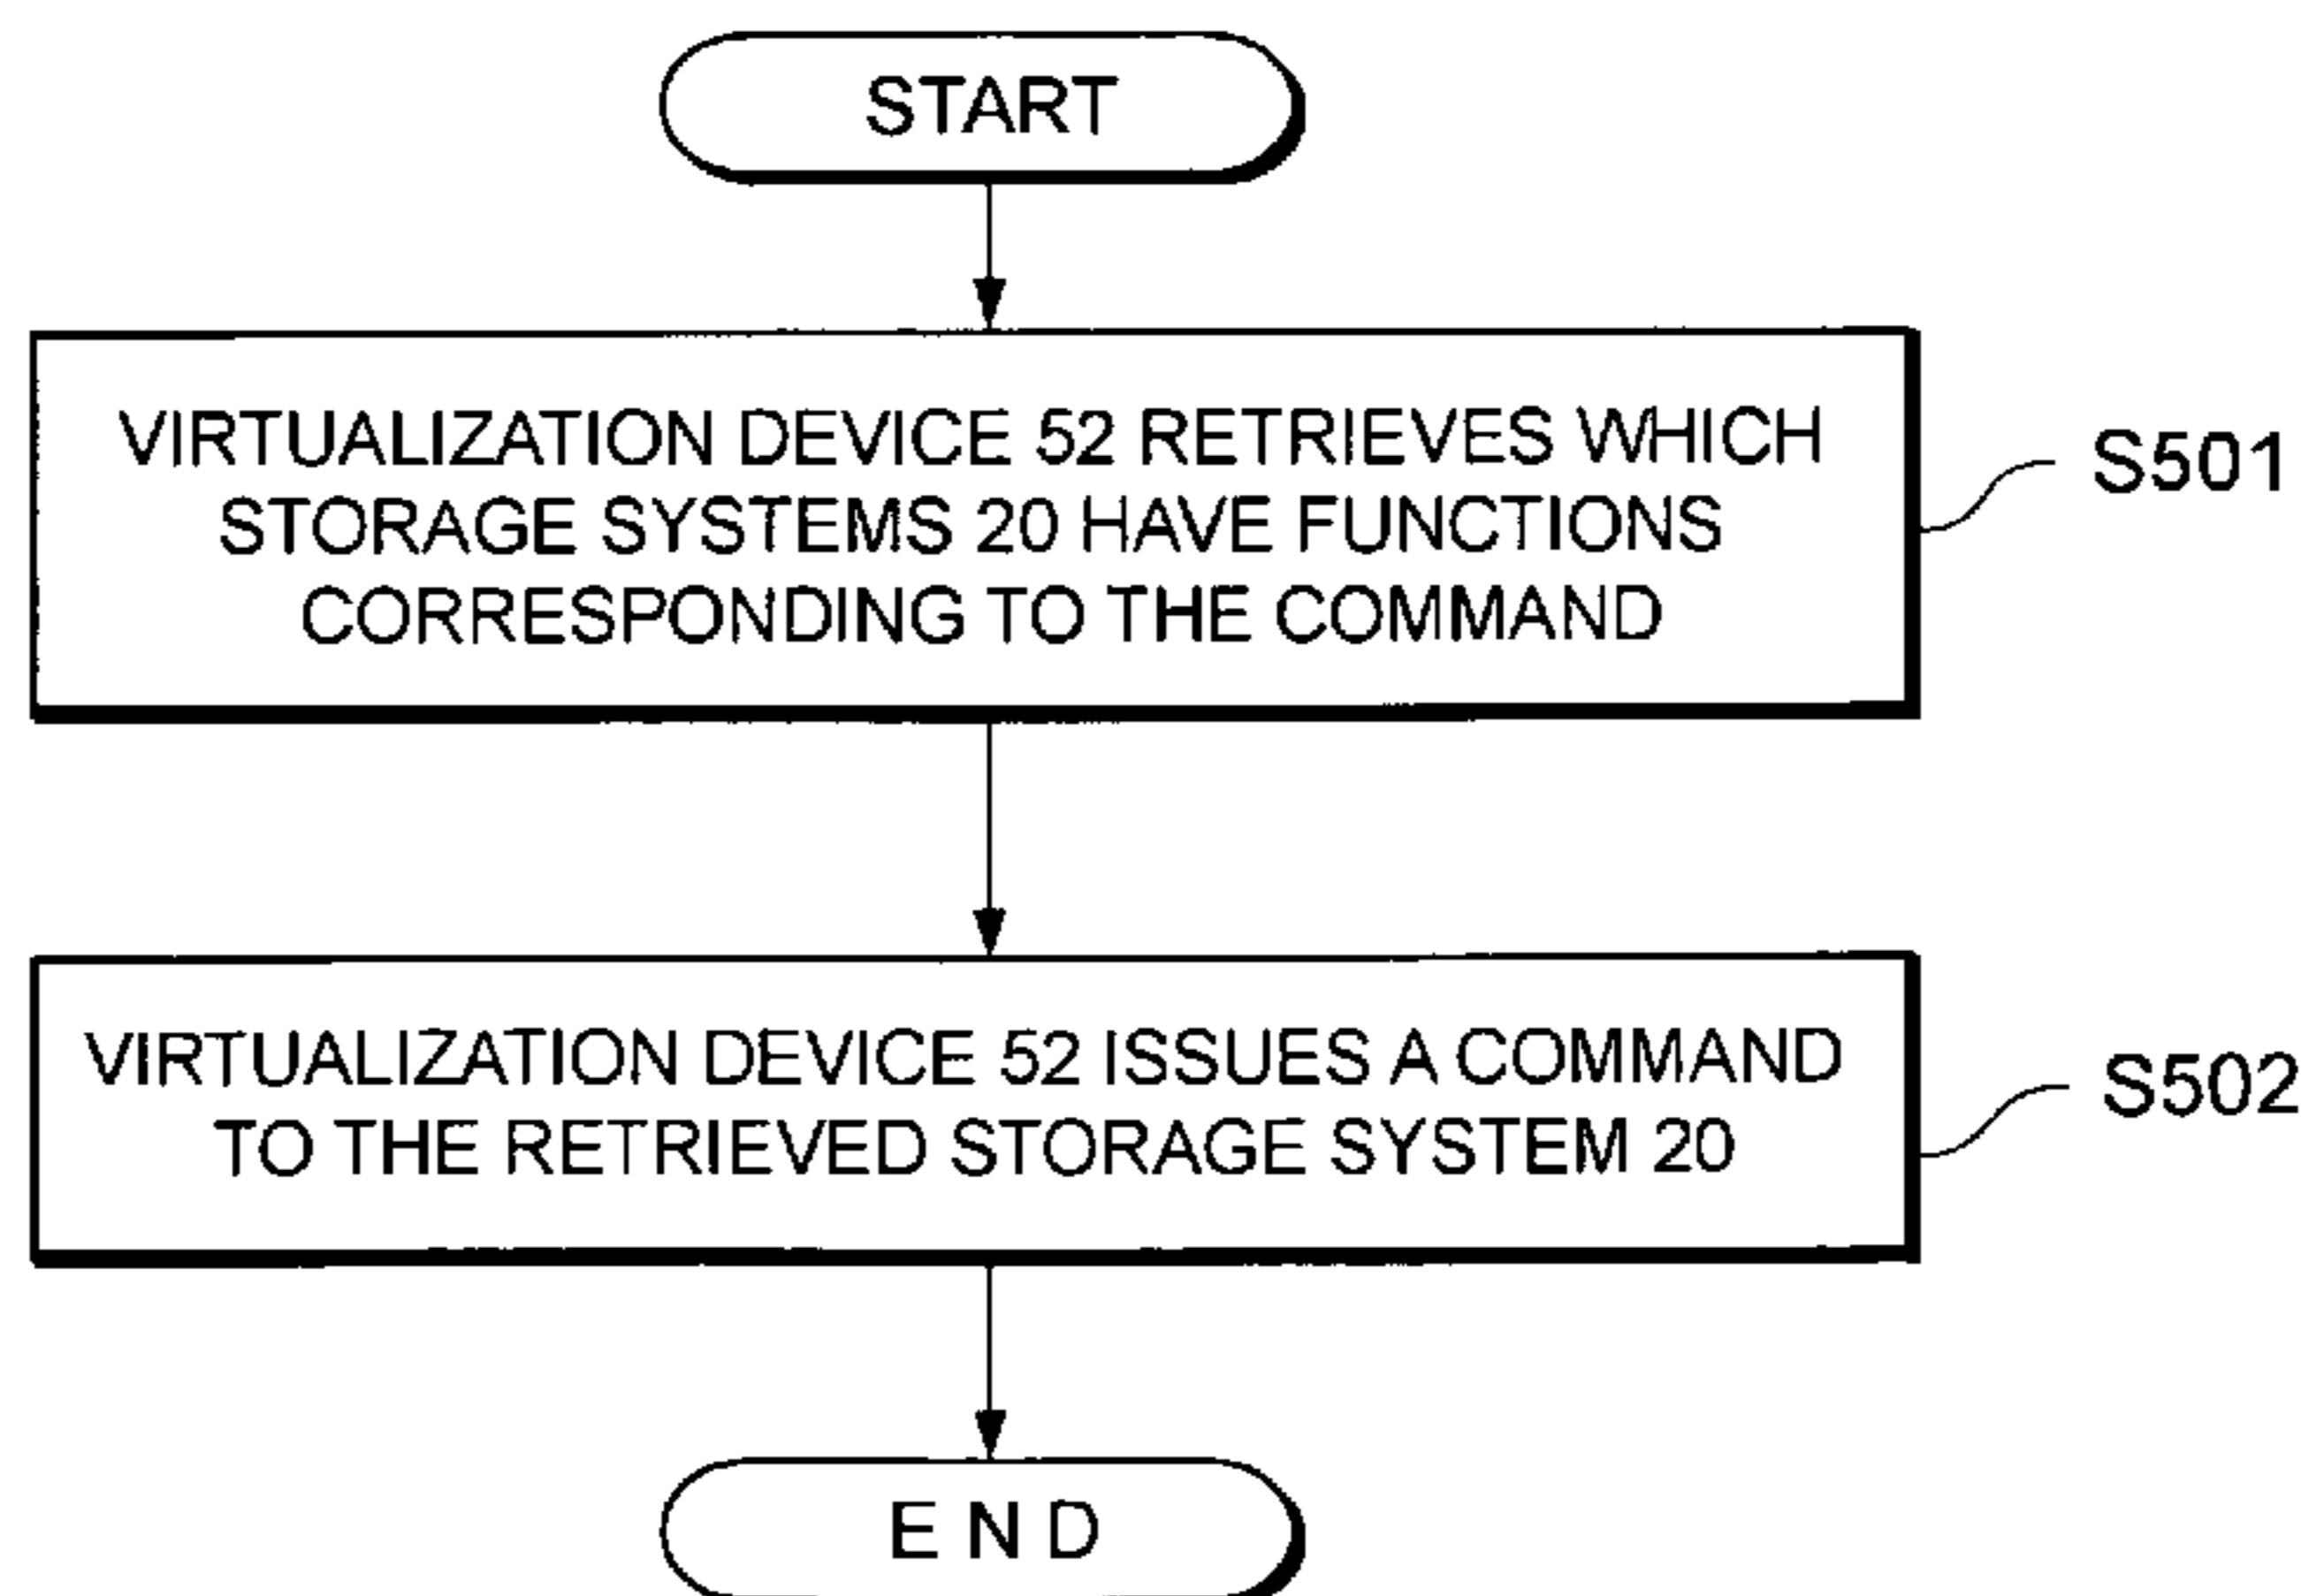 START
VIRTUALIZATION DEVICE 52 RETRIEVES WHICH
STORAGE SYSTEMS 20 HAVE FUNCTIONS
CORRESPONDING TO THE COMMAND
S501
VIRTUALIZATION DEVICE 52 ISSUES A COMMAND
TO THE RETRIEVED STORAGE SYSTEM 20
S502
E N D